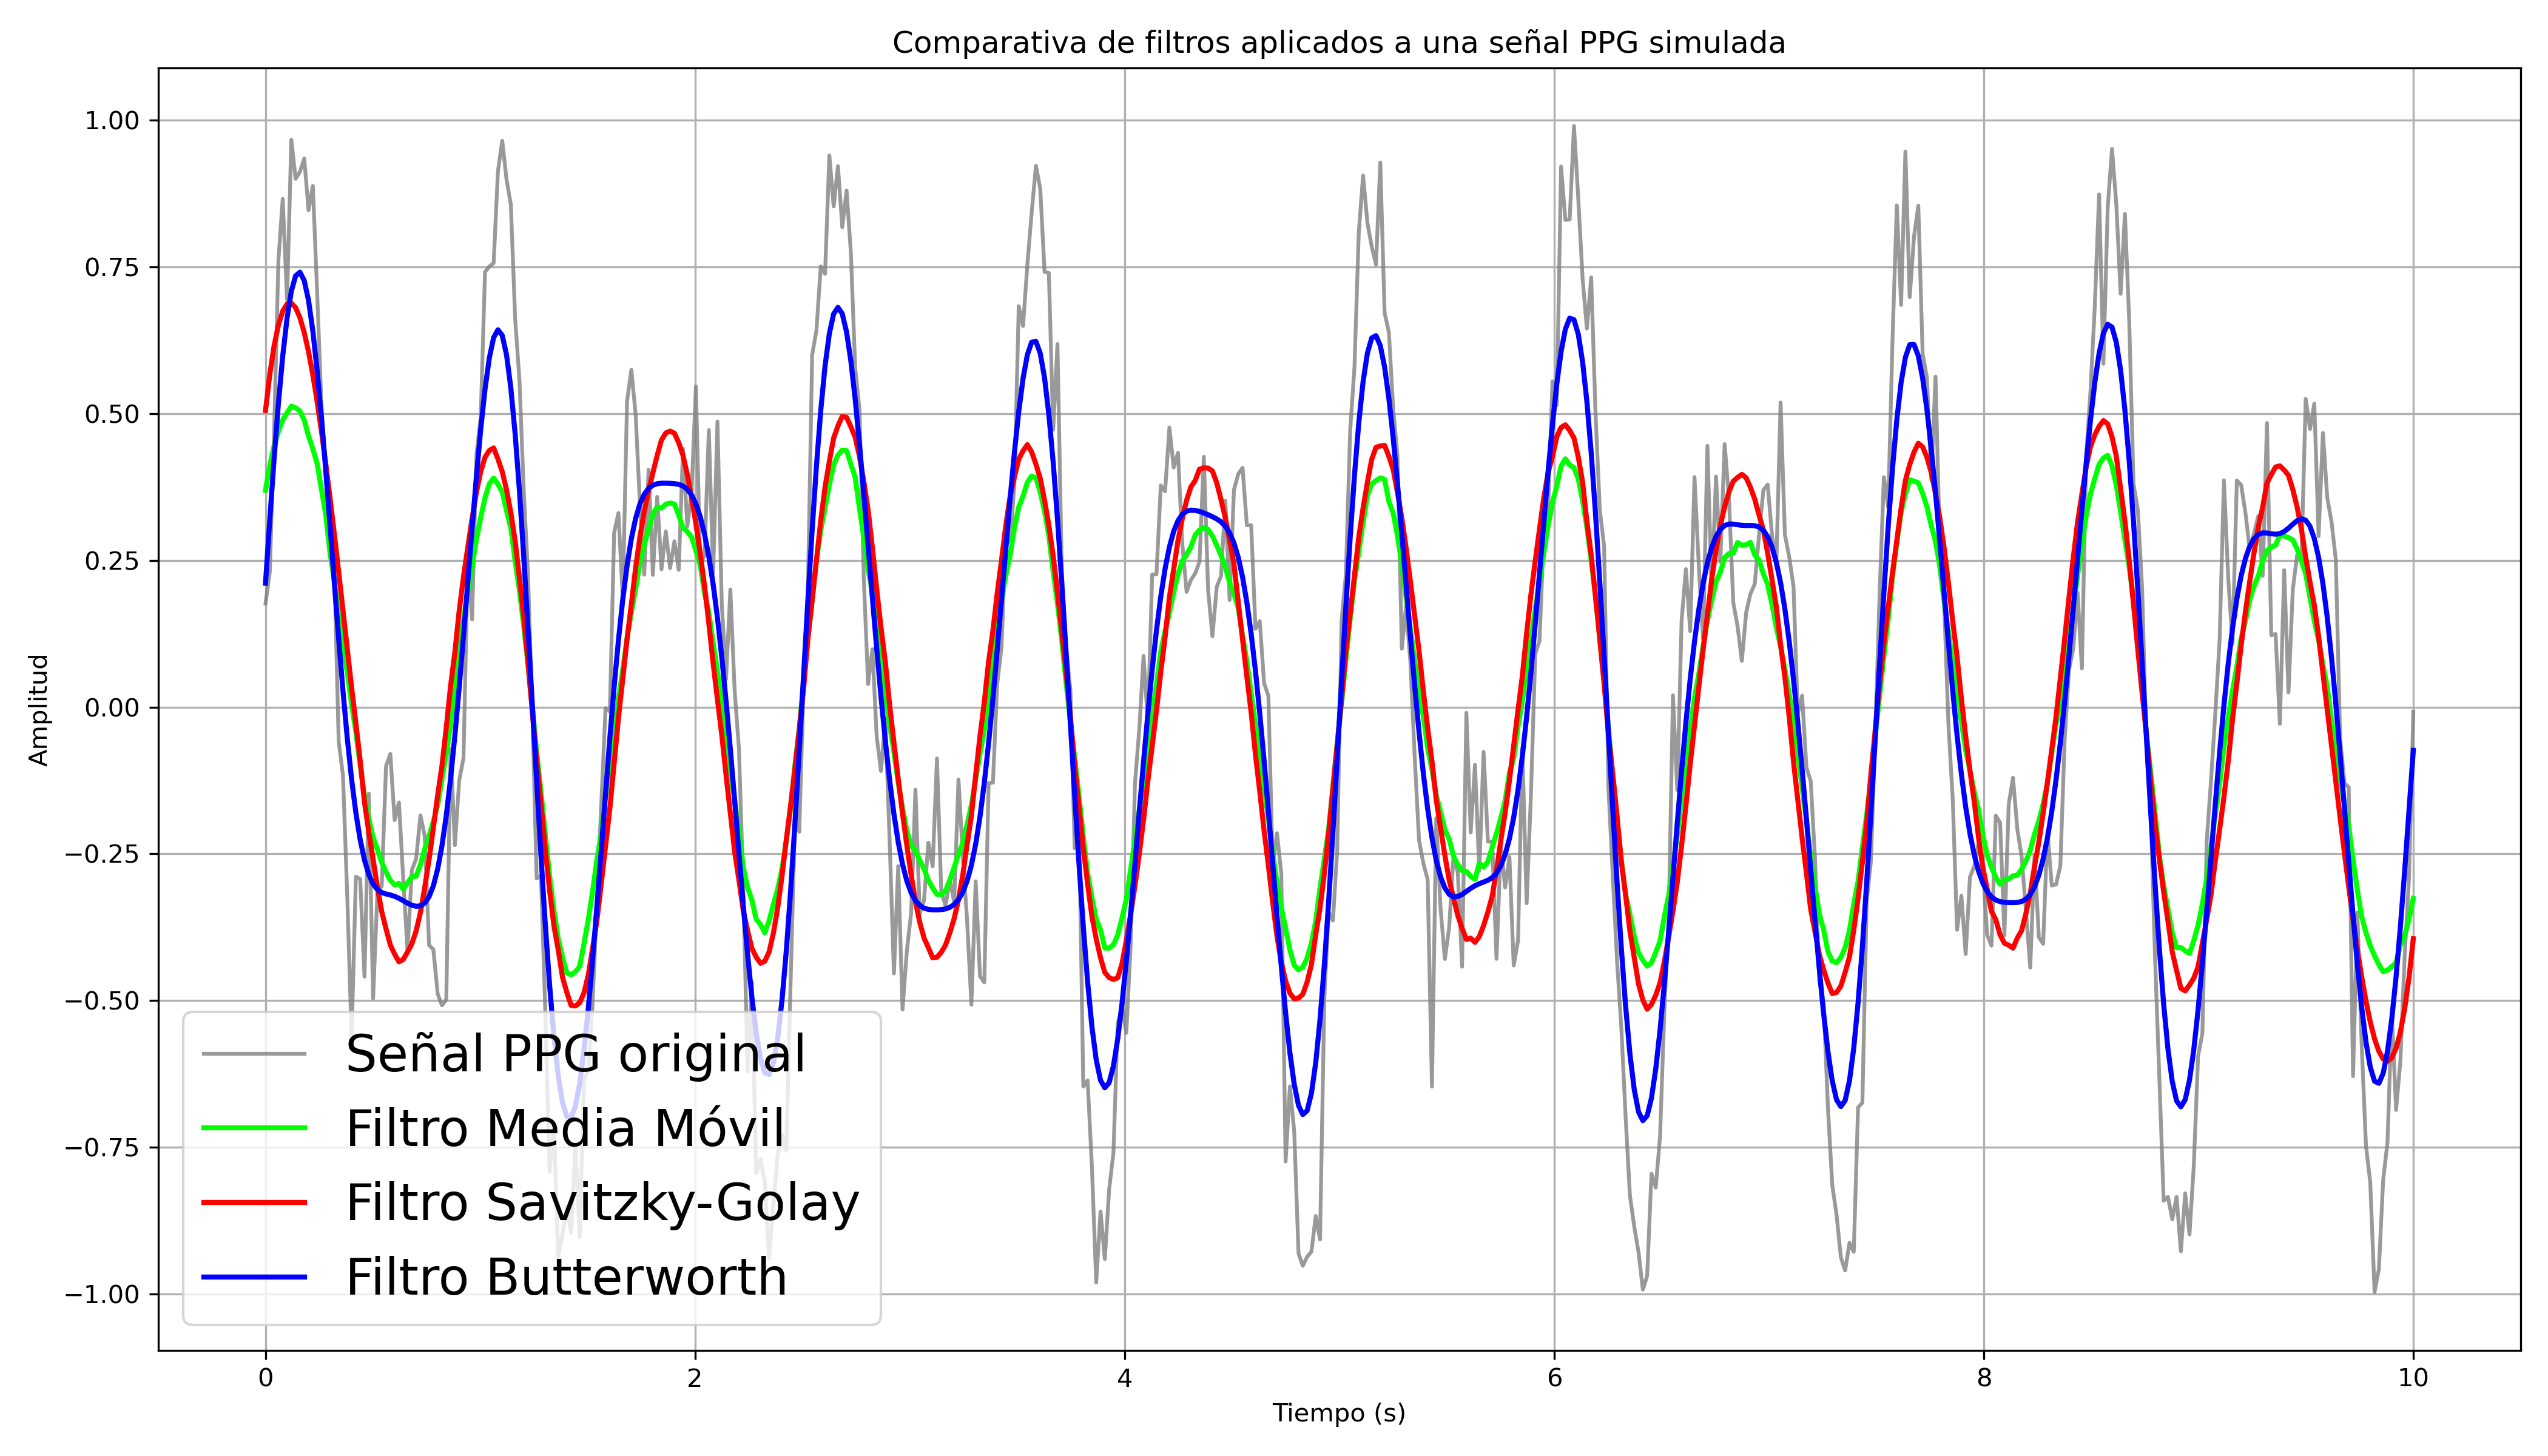 Comparativa de filtros aplicados a una señal PPG simulada
1.00
0.75
0.50
0.25
0.00
−0.25
−0.50
−0.75
−1.00
Amplitud
Señal PPG original
Filtro Media Móvil
Filtro Savitzky-Golay
Filtro Butterworth
0 2 4 6 8 10
Tiempo (s)